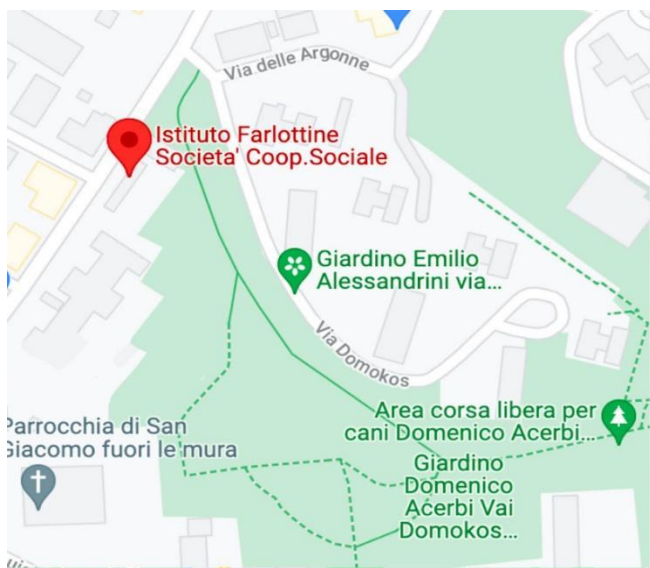 Via delle Argonne
Istituto Farlottine
Societa' Coop.Sociale
Giardino Emilio
Alessandrini via...
Via Domokos
Area corsa libera per
cani Domenico Acerbi...
Parrocchia di San
Giacomo fuori le mura
Giardino
Domenico
Acerbi Vai
Domokos...